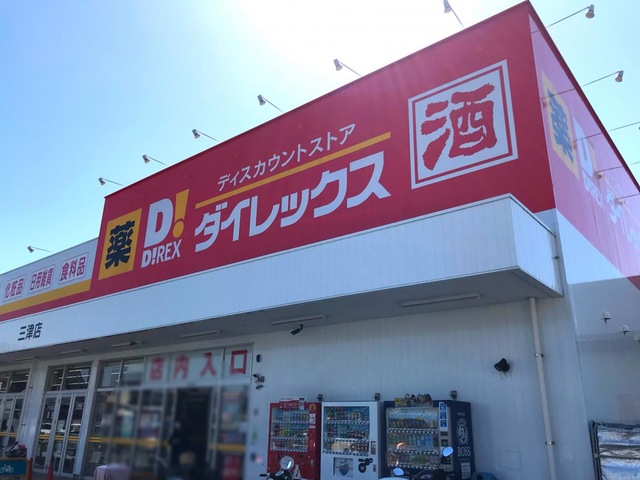 ディスカウントストア
酒
薬
D!
D!REX
ダイレックス
化粧品
日用雑貨
食料品
三津店
店内入口
BOSS